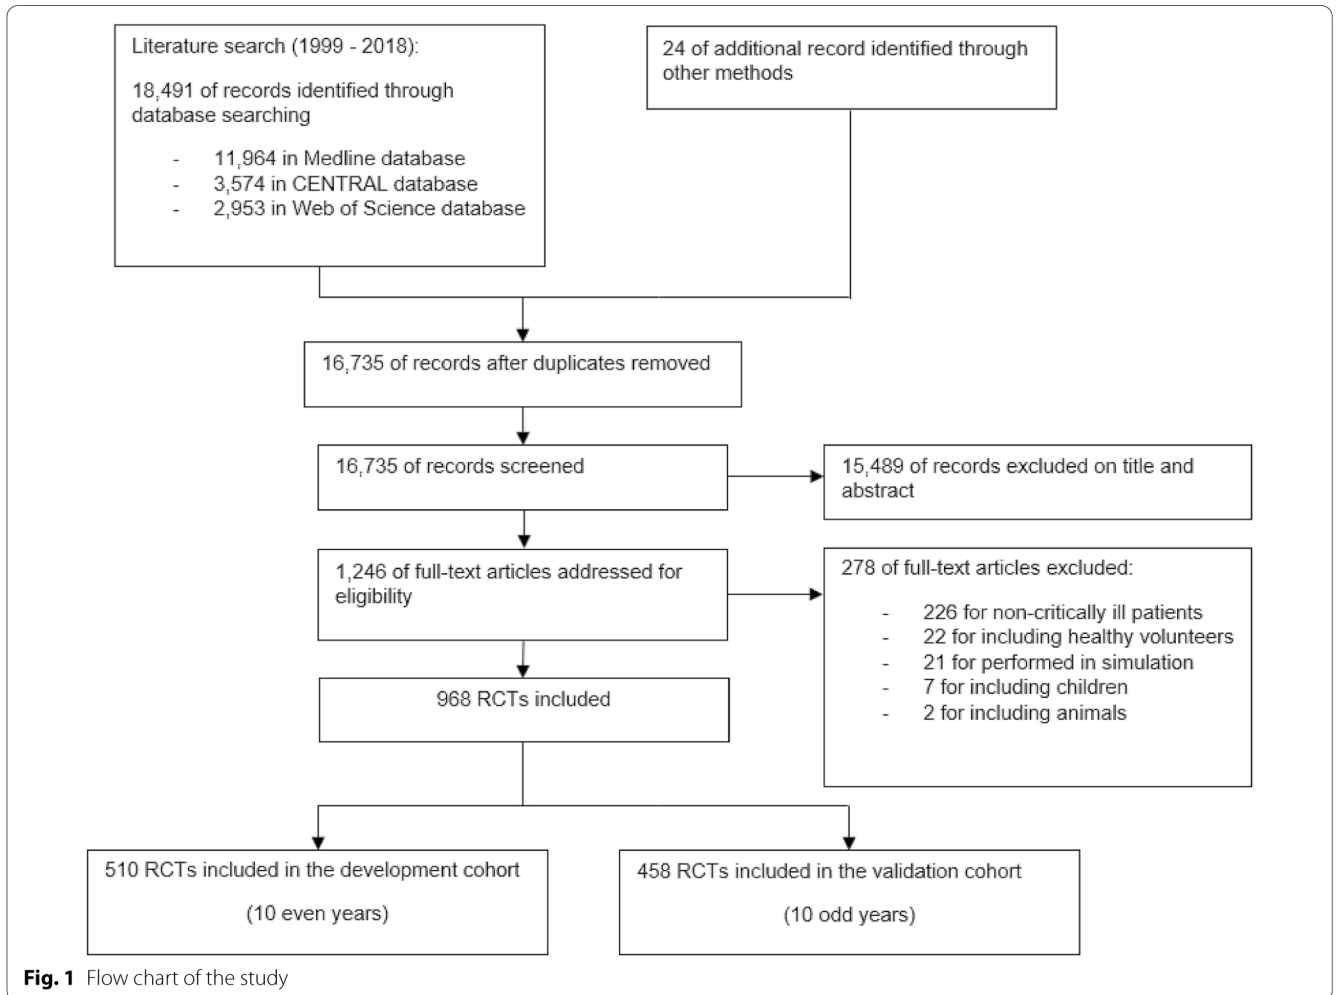 Literature search (1999 - 2018):
18,491 of records identified through
database searching
- 11,964 in Medline database
- 3,574 in CENTRAL database
- 2,953 in Web of Science database
24 of additional record identified through
other methods
16,735 of records after duplicates removed
16,735 of records screened
15,489 of records excluded on title and
abstract
1,246 of full-text articles addressed for
eligibility
278 of full-text articles excluded:
- 226 for non-critically ill patients
- 22 for including healthy volunteers
- 21 for performed in simulation
- 7 for including children
- 2 for including animals
968 RCTs included
510 RCTs included in the development cohort
(10 even years)
458 RCTs included in the validation cohort
(10 odd years)
Fig. 1 Flow chart of the study